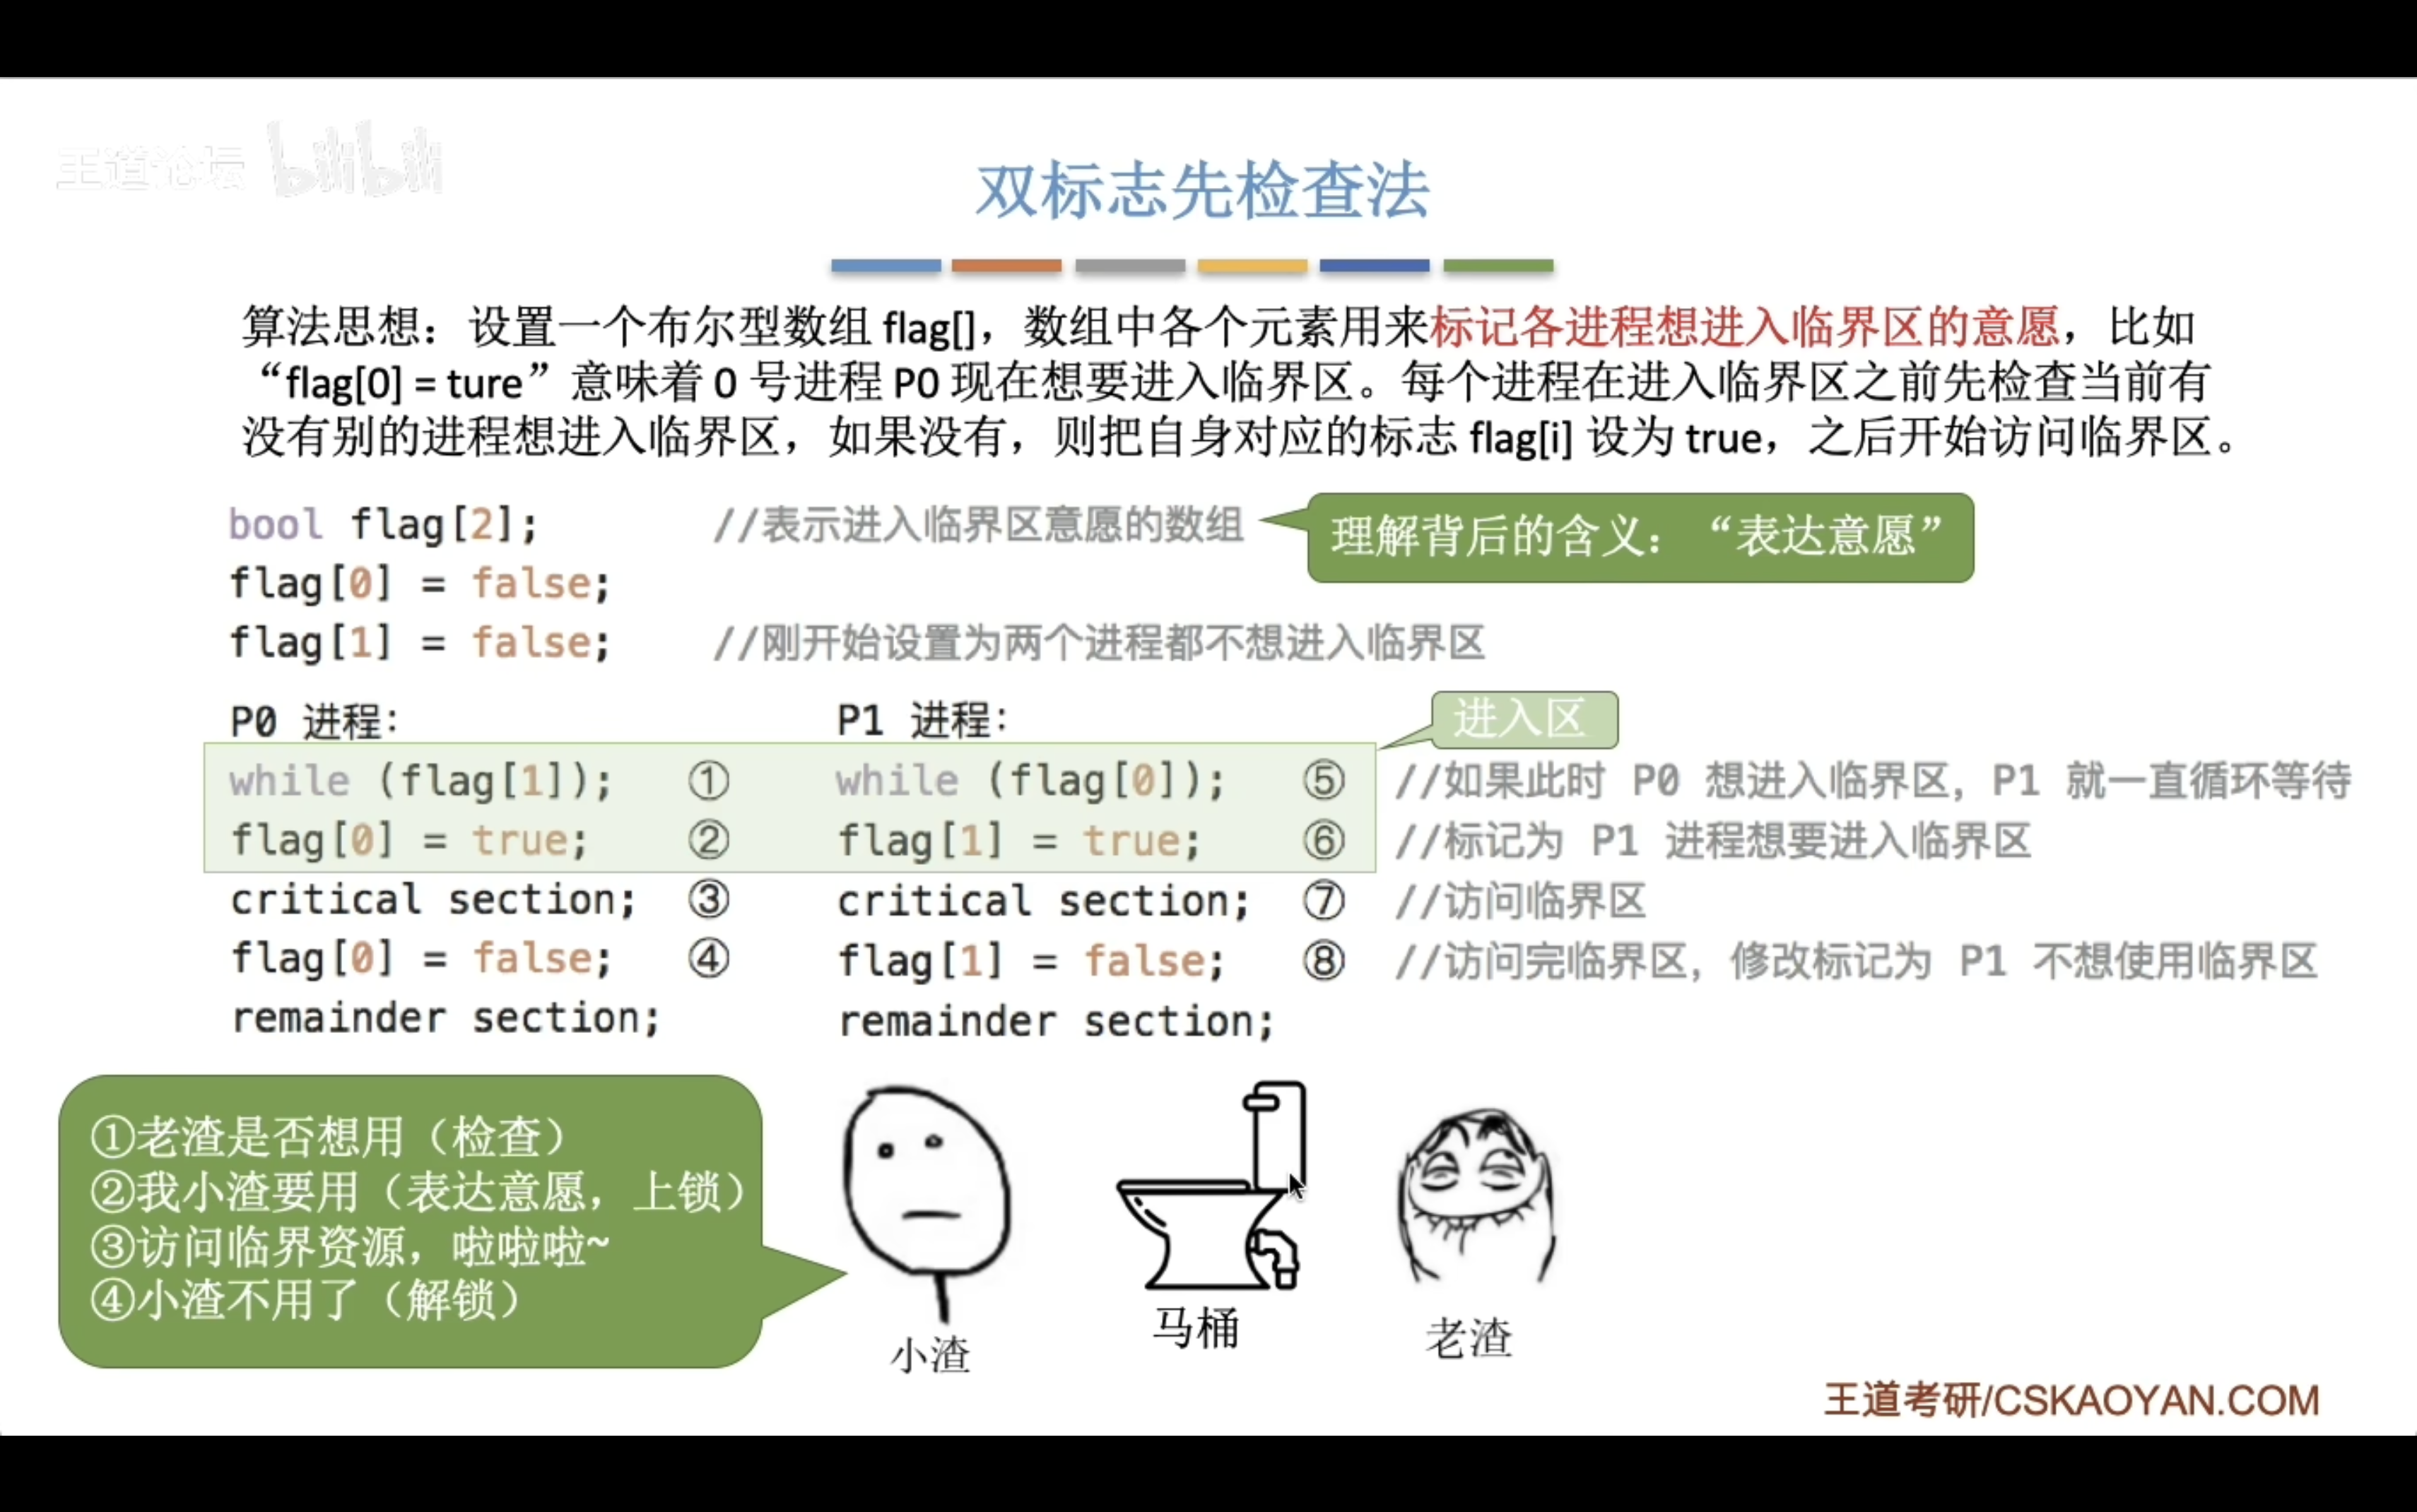 王道论坛 bilibili
双标志先检查法
算法思想：设置一个布尔型数组 flag[]，数组中各个元素用来标记各进程想进入临界区的意愿，比如
“flag[0] = ture”意味着 0 号进程 P0 现在想要进入临界区。每个进程在进入临界区之前先检查当前有
没有别的进程想进入临界区，如果没有，则把自身对应的标志 flag[i] 设为 true，之后开始访问临界区。
bool flag[2]; //表示进入临界区意愿的数组
理解背后的含义：“表达意愿”
flag[0] = false;
flag[1] = false; //刚开始设置为两个进程都不想进入临界区
P0 进程： P1 进程：
进入区
while (flag[1]); ① while (flag[0]); ⑤ //如果此时 P0 想进入临界区，P1 就一直循环等待
flag[0] = true; ② flag[1] = true; ⑥ //标记为 P1 进程想要进入临界区
critical section; ③ critical section; ⑦ //访问临界区
flag[0] = false; ④ flag[1] = false; ⑧ //访问完临界区，修改标记为 P1 不想使用临界区
remainder section; remainder section;
①老渣是否想用（检查）
②我小渣要用（表达意愿，上锁）
③访问临界资源，啦啦啦~
④小渣不用了（解锁）
小渣
马桶
老渣
王道考研/CSKAOYAN.COM